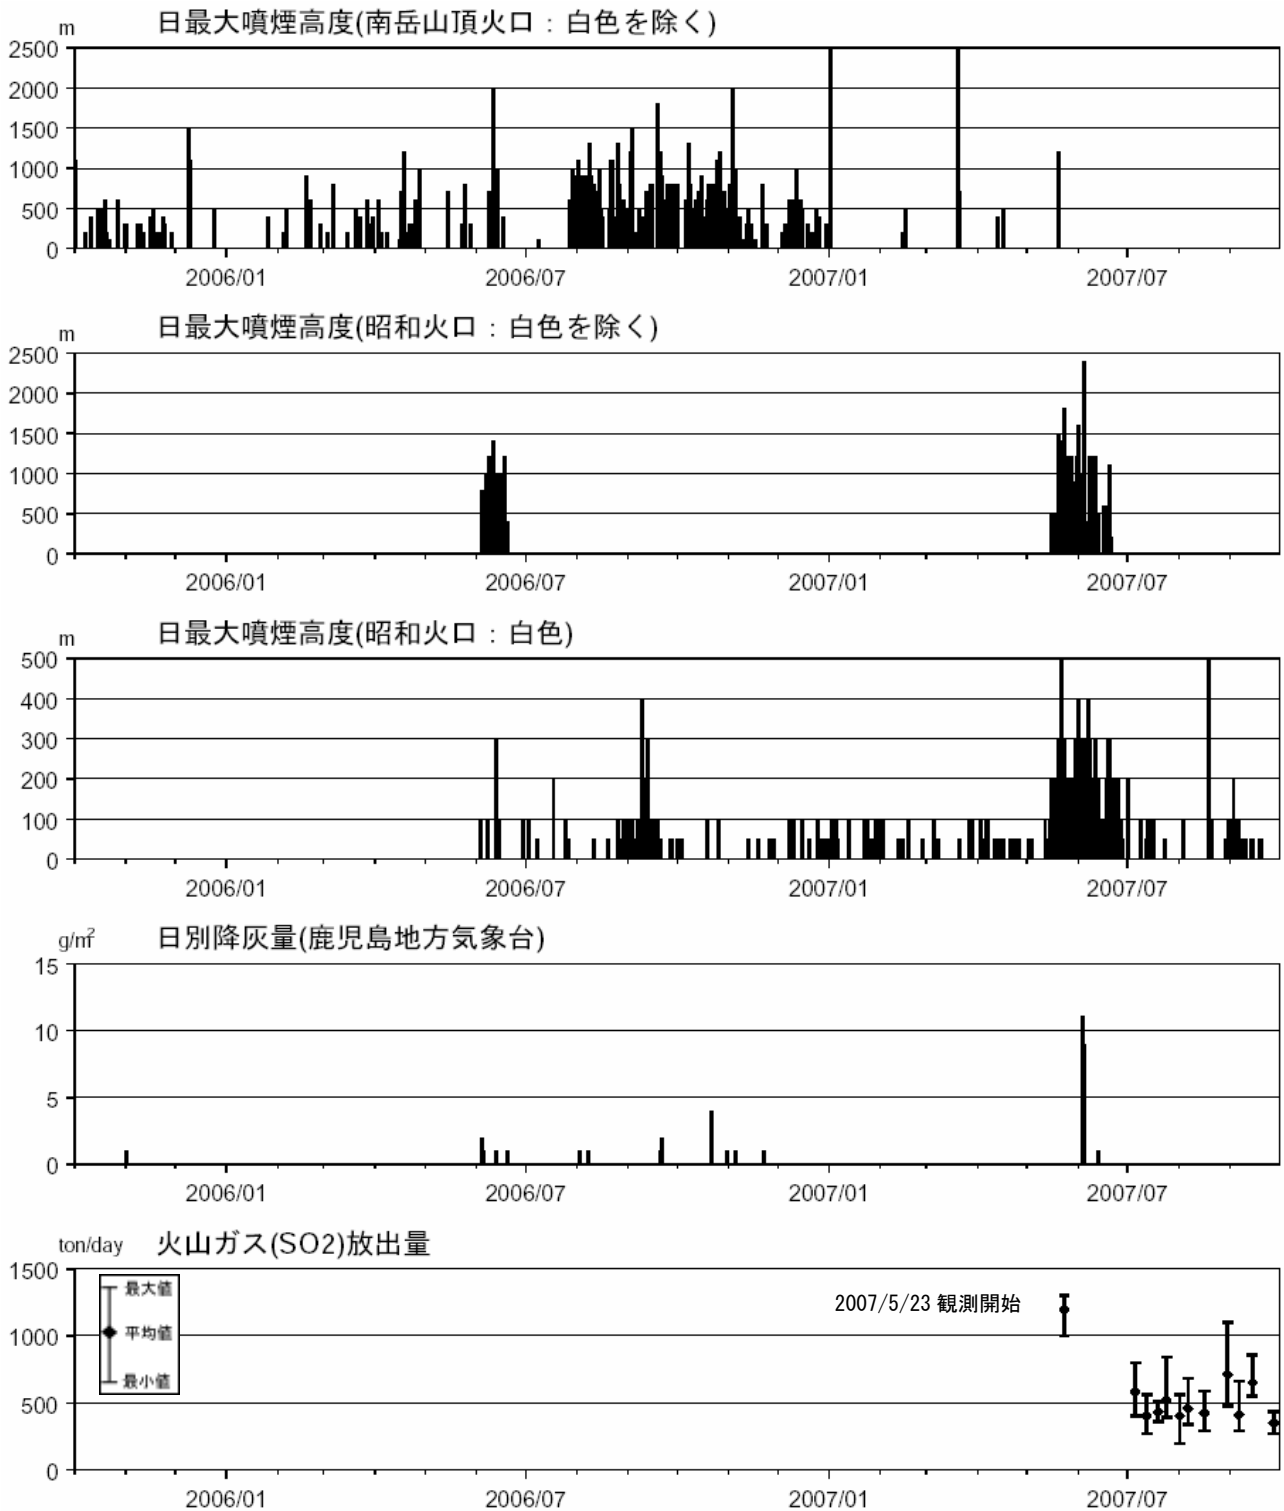 m 日最大噴煙高度(南岳山頂火口：白色を除く)
2500
2000
1500
1000
500
0
2006/01 2006/07 2007/01 2007/07
m 日最大噴煙高度(昭和火口：白色を除く)
2500
2000
1500
1000
500
0
2006/01 2006/07 2007/01 2007/07
m 日最大噴煙高度(昭和火口：白色)
500
400
300
200
100
0
2006/01 2006/07 2007/01 2007/07
g/m² 日別降灰量(鹿児島地方気象台)
15
10
5
0
2006/01 2006/07 2007/01 2007/07
ton/day 火山ガス(SO2)放出量
1500
最大値
2007/5/23 観測開始
平均値
1000
最小値
500
0
2006/01 2006/07 2007/01 2007/07